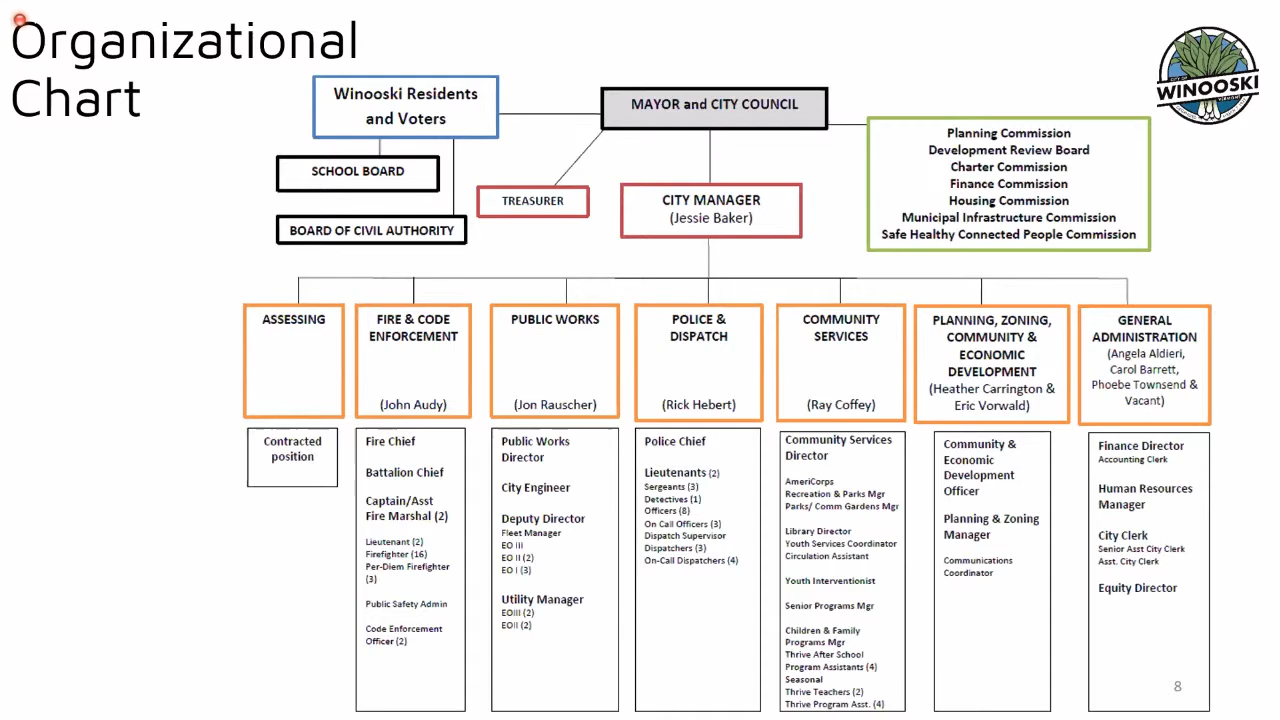 Organizational
Chart
CITY OF
WINOOSKI
VERMONT
Winooski Residents
and Voters
MAYOR and CITY COUNCIL
SCHOOL BOARD
BOARD OF CIVIL AUTHORITY
TREASURER
CITY MANAGER
(Jessie Baker)
Planning Commission
Development Review Board
Charter Commission
Finance Commission
Housing Commission
Municipal Infrastructure Commission
Safe Healthy Connected People Commission
ASSESSING
FIRE & CODE
ENFORCEMENT
(John Audy)
PUBLIC WORKS
(Jon Rauscher)
POLICE &
DISPATCH
(Rick Hebert)
COMMUNITY
SERVICES
(Ray Coffey)
PLANNING, ZONING,
COMMUNITY &
ECONOMIC
DEVELOPMENT
(Heather Carrington &
Eric Vorwald)
GENERAL
ADMINISTRATION
(Angela Aldieri,
Carol Barrett,
Phoebe Townsend &
Vacant)
Contracted
position
Fire Chief
Battalion Chief
Captain/Asst
Fire Marshal (2)
Lieutenant (2)
Firefighter (16)
Per-Diem Firefighter
(3)
Public Safety Admin
Code Enforcement
Officer (2)
Public Works
Director
City Engineer
Deputy Director
Fleet Manager
EO III
EO II (2)
EO I (3)
Utility Manager
EOIII (2)
EOII (2)
Police Chief
Lieutenants (2)
Sergeants (3)
Detectives (1)
Officers (8)
On Call Officers (3)
Dispatch Supervisor
Dispatchers (3)
On-Call Dispatchers (4)
Community Services
Director
AmeriCorps
Recreation & Parks Mgr
Parks/ Comm Gardens Mgr
Library Director
Youth Services Coordinator
Circulation Assistant
Youth Interventionist
Senior Programs Mgr
Children & Family
Programs Mgr
Thrive After School
Program Assistants (4)
Seasonal
Thrive Teachers (2)
Thrive Program Asst. (4)
Community &
Economic
Development
Officer
Planning & Zoning
Manager
Communications
Coordinator
Finance Director
Accounting Clerk
Human Resources
Manager
City Clerk
Senior Asst City Clerk
Asst. City Clerk
Equity Director
8